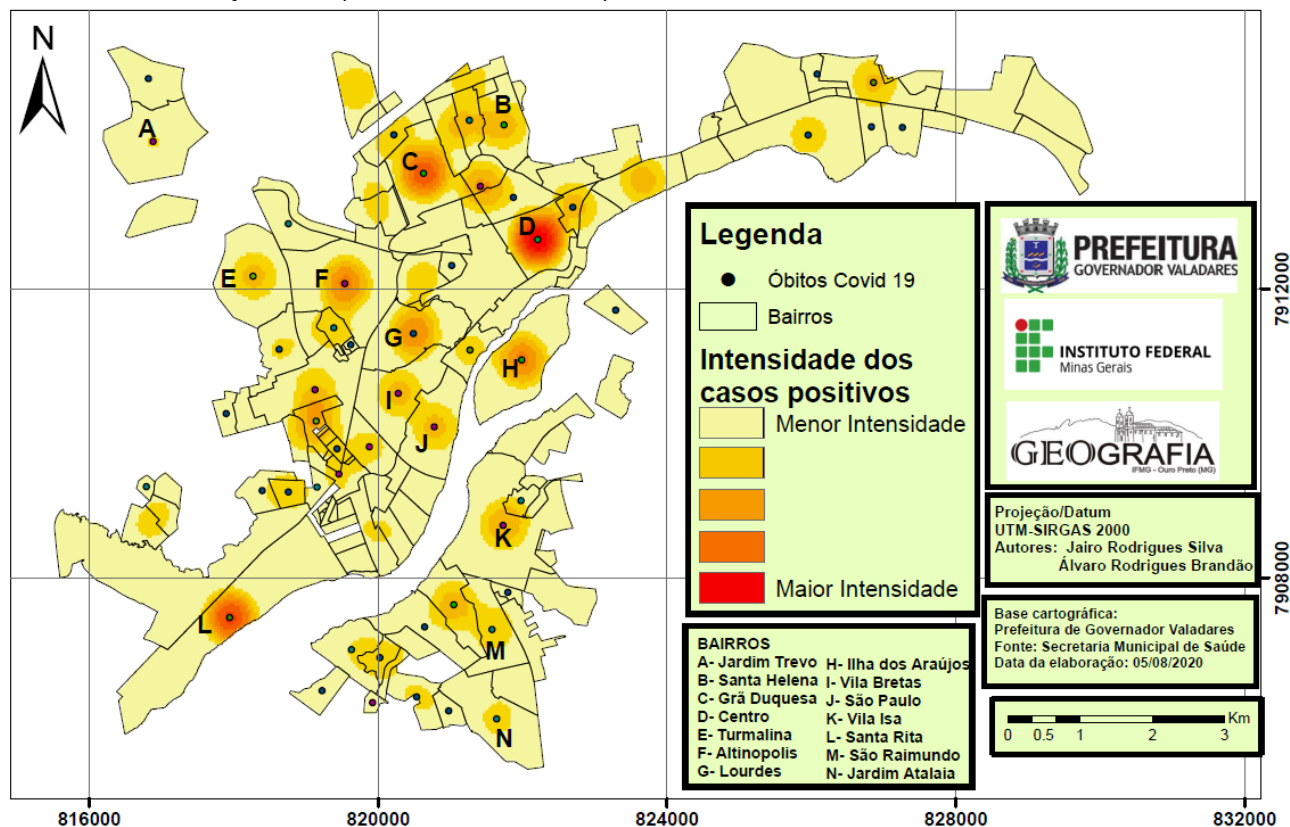 N
A
B
C
D
E
F
G
H
I
J
K
L
M
N
Legenda
Óbitos Covid 19
Bairros
Intensidade dos
casos positivos
Menor Intensidade
Maior Intensidade
BAIRROS
A- Jardim Trevo
B- Santa Helena
C- Grã Duquesa
D- Centro
E- Turmalina
F- Altinopolis
G- Lourdes
H- Ilha dos Araújos
I- Vila Bretas
J- São Paulo
K- Vila Isa
L- Santa Rita
M- São Raimundo
N- Jardim Atalaia
PREFEITURA
GOVERNADOR VALADARES
INSTITUTO FEDERAL
Minas Gerais
GEOGRAFIA
IFMG - Ouro Preto (MG)
Projeção/Datum
UTM-SIRGAS 2000
Autores: Jairo Rodrigues Silva
Álvaro Rodrigues Brandão
Base cartográfica:
Prefeitura de Governador Valadares
Fonte: Secretaria Municipal de Saúde
Data da elaboração: 05/08/2020
Km
0 0.5 1 2 3
7912000
7908000
816000 820000 824000 828000 832000